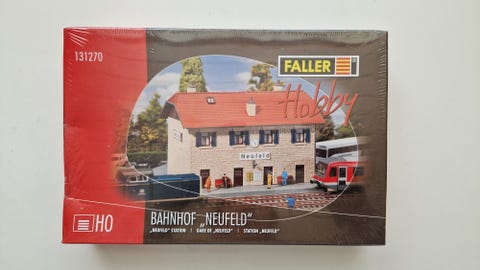 131270
FALLER
Hobby
Neufeld
H0
BAHNHOF „NEUFELD"
„NEUFELD" STATION | GARE DE „NEUFELD" | STATION „NEUFELD"